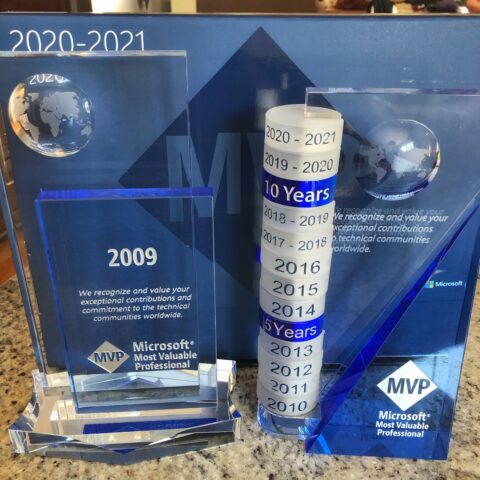 2020-2021
2020
2009
We recognize and value your
exceptional contributions and
commitment to the technical
communities worldwide.
MVP
Microsoft®
Most Valuable
Professional
MVP
2020 - 2021
2019 - 2020
10 Years
2018 - 2019
2017 - 2018
2016
2015
2014
5 Years
2013
2012
2011
2010
We recognize and value your
exceptional contributions
to technical communities
worldwide.
Microsoft
MVP
Microsoft®
Most Valuable
Professional